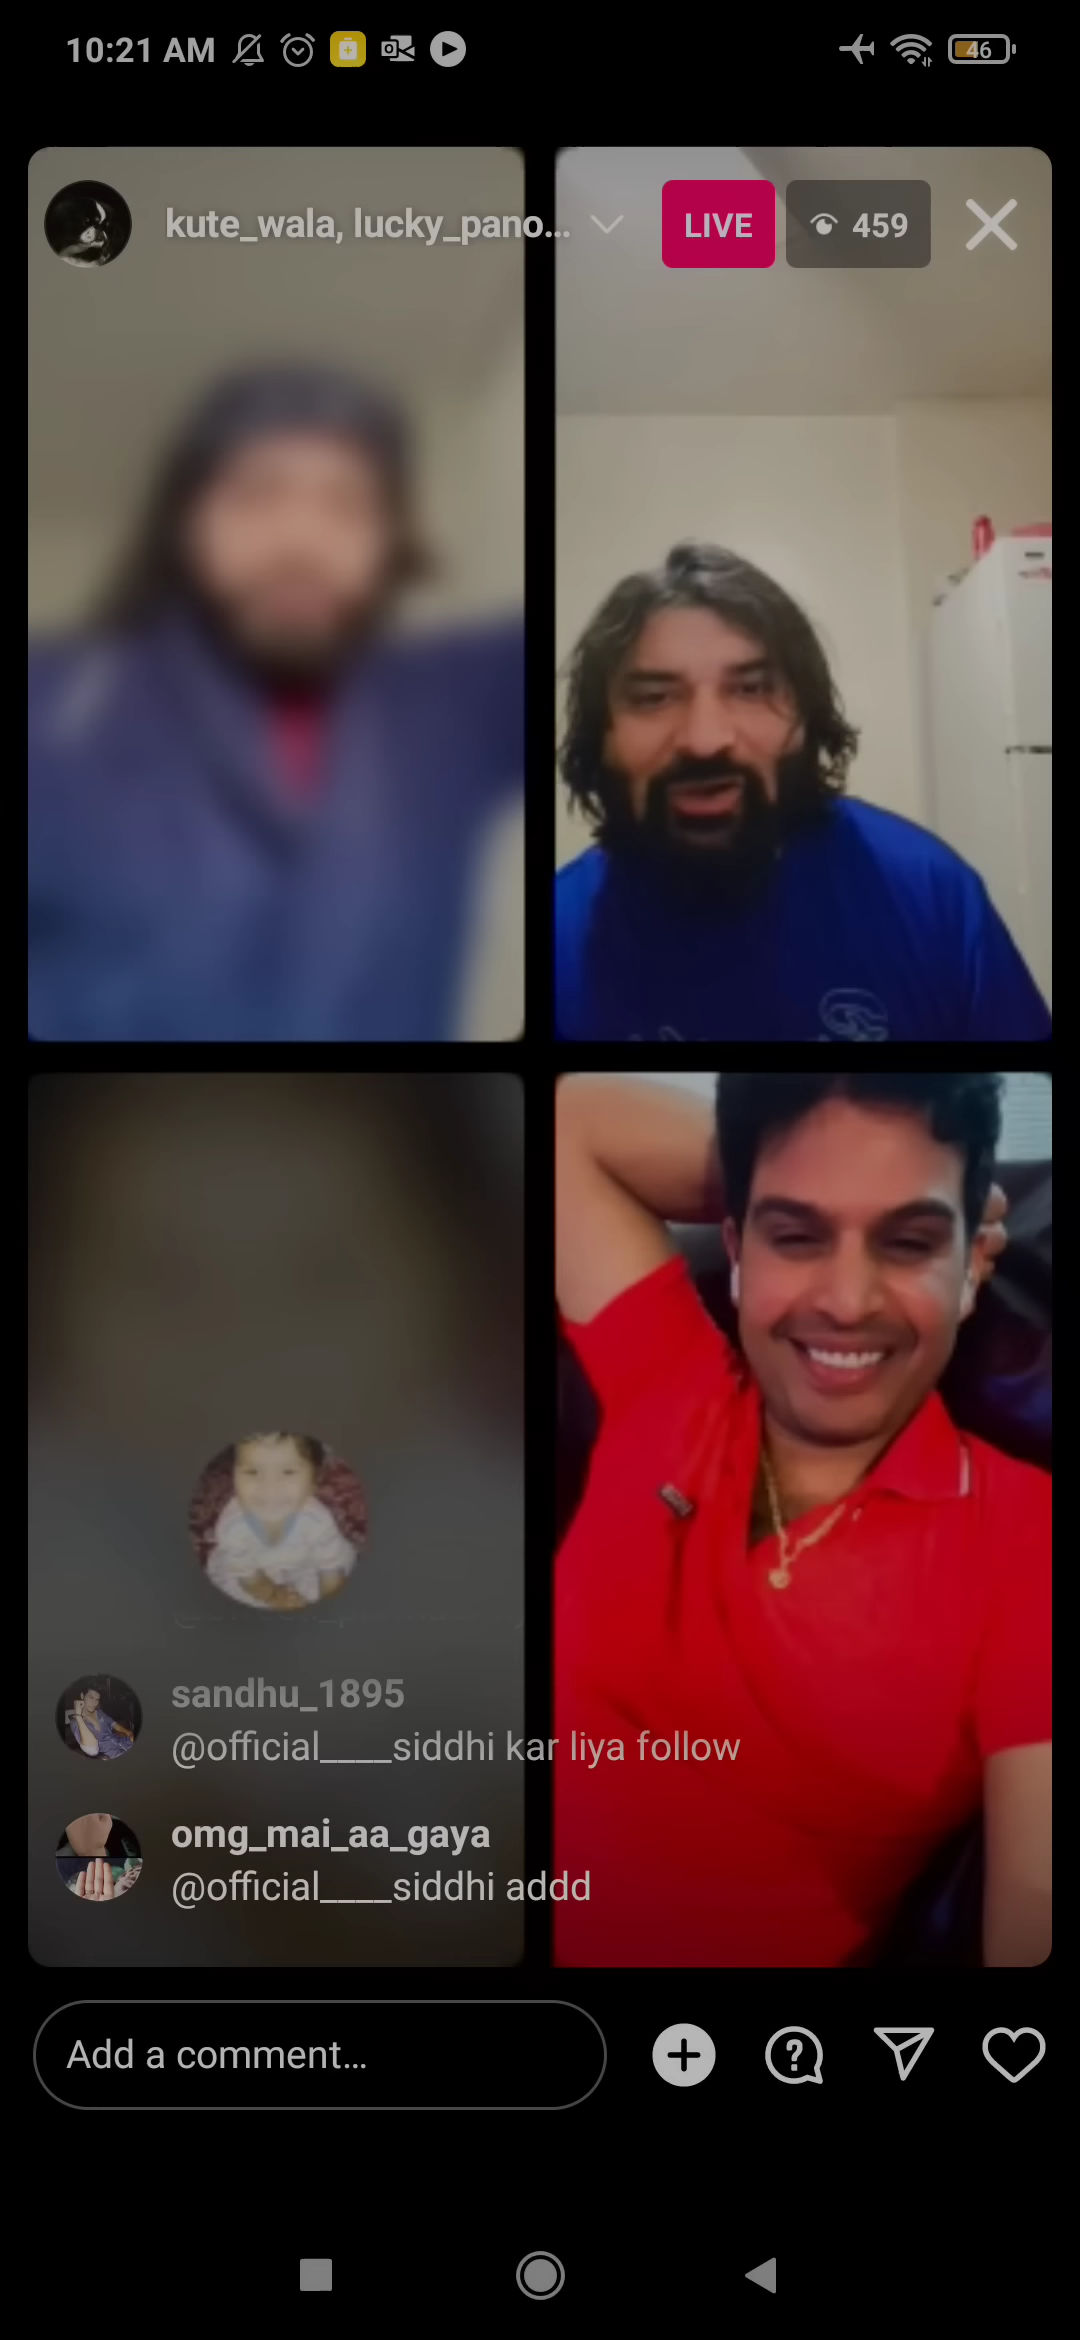 10:21 AM
46
kute_wala, lucky_pano...
LIVE
459
sandhu_1895
@official____siddhi kar liya follow
omg_mai_aa_gaya
@official____siddhi addd
Add a comment...